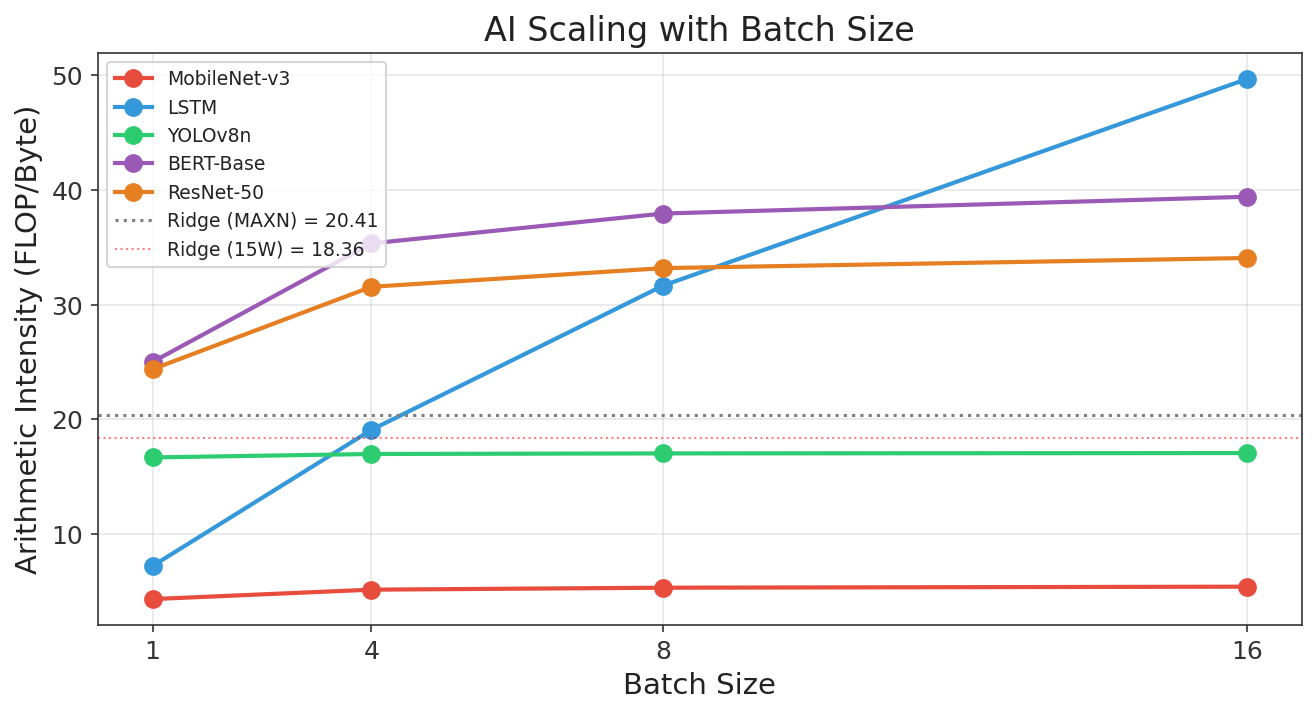 AI Scaling with Batch Size
MobileNet-v3
LSTM
YOLOv8n
BERT-Base
ResNet-50
Ridge (MAXN) = 20.41
Ridge (15W) = 18.36
Arithmetic Intensity (FLOP/Byte)
50
40
30
20
10
1 4 8 16
Batch Size